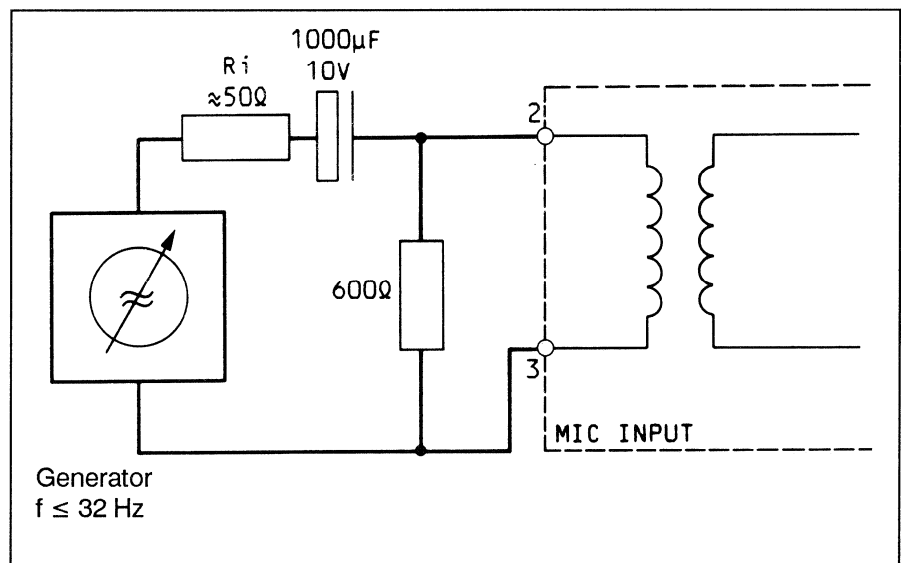 1000µF
10V
Ri
≈50Ω
2
600Ω
3
MIC INPUT
Generator
f ≤ 32 Hz